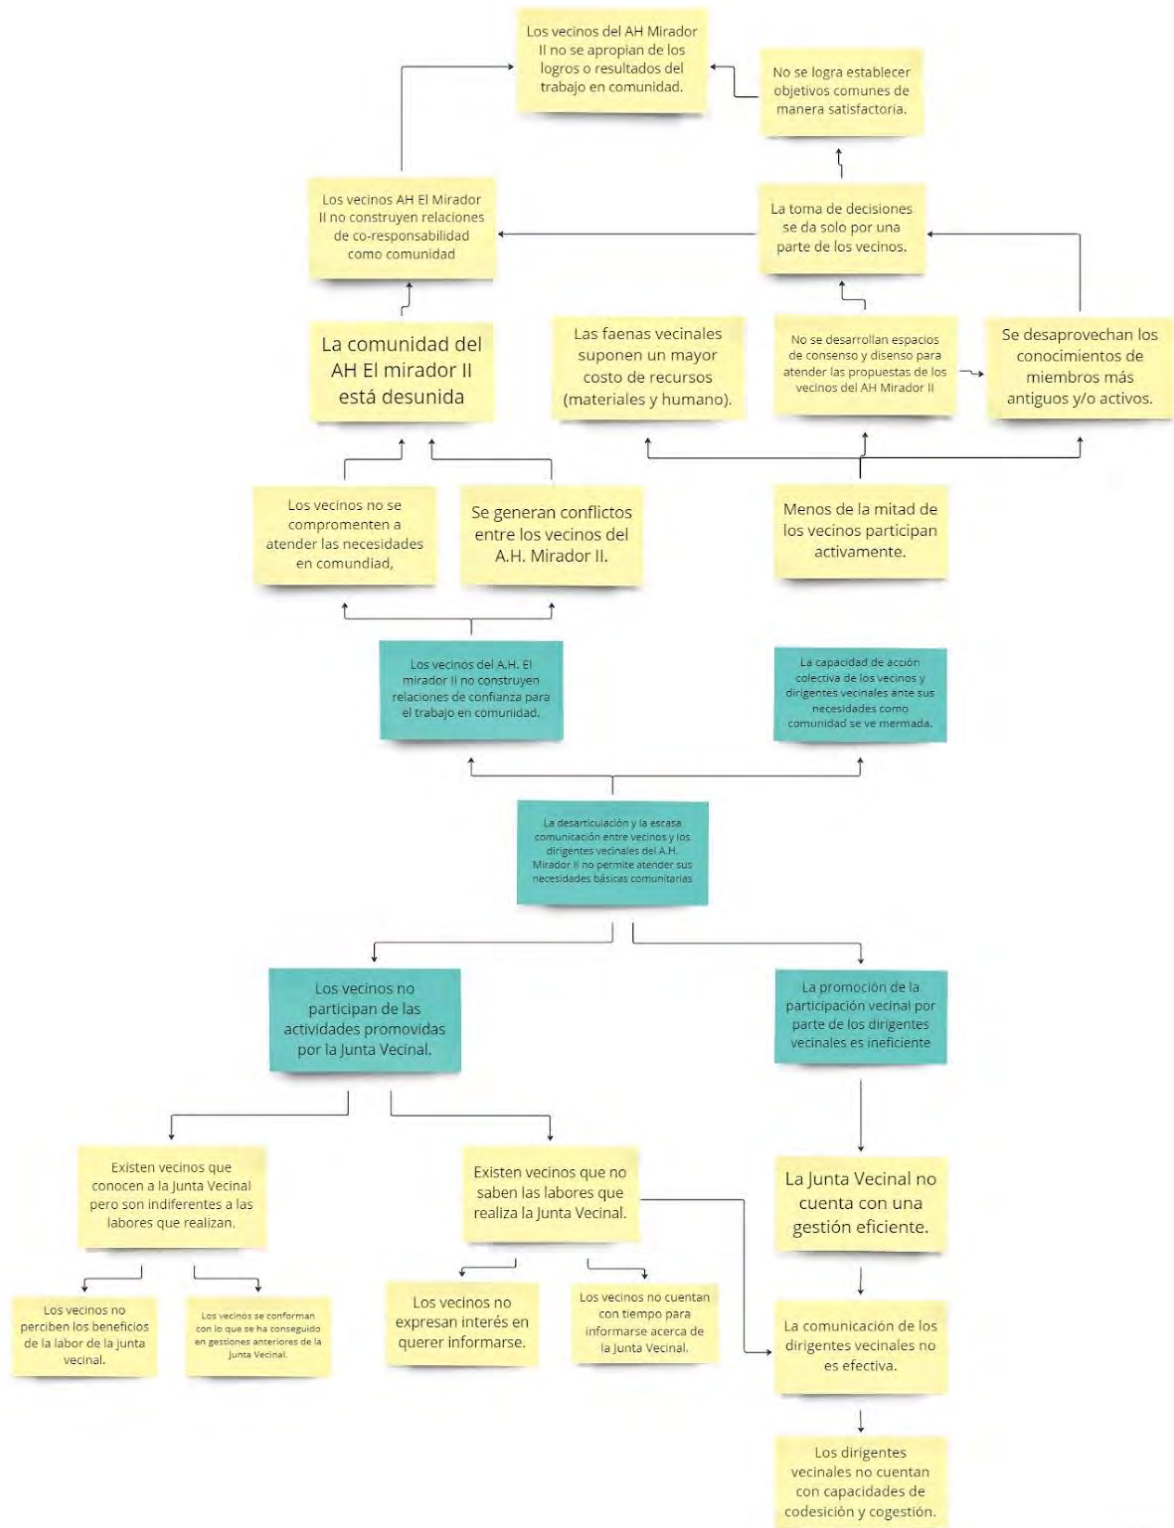 Los vecinos del AH Mirador
II no se apropian de los
logros o resultados del
trabajo en comunidad.
No se logra establecer
objetivos comunes de
manera satisfactoria.
Los vecinos AH El Mirador
II no construyen relaciones
de co-responsabilidad
como comunidad
La toma de decisiones
se da solo por una
parte de los vecinos.
La comunidad del
AH El mirador II
está desunida
Las faenas vecinales
suponen un mayor
costo de recursos
(materiales y humano).
No se desarrollan espacios
de consenso y disenso para
atender las propuestas de los
vecinos del AH Mirador II
Se desaprovechan los
conocimientos de
miembros más
antiguos y/o activos.
Los vecinos no se
compromenten a
atender las necesidades
en comundiad,
Se generan conflictos
entre los vecinos del
A.H. Mirador II.
Menos de la mitad de
los vecinos participan
activamente.
Los vecinos del A.H. El
mirador II no construyen
relaciones de confianza para
el trabajo en comunidad.
La capacidad de acción
colectiva de los vecinos y
dirigentes vecinales ante sus
necesidades como
comunidad se ve mermada.
La desarticulación y la escasa
comunicación entre vecinos y los
dirigentes vecinales del A.H.
Mirador II no permite atender sus
necesidades básicas comunitarias
Los vecinos no
participan de las
actividades promovidas
por la Junta Vecinal.
La promoción de la
participación vecinal por
parte de los dirigentes
vecinales es ineficiente
Existen vecinos que
conocen a la Junta Vecinal
pero son indiferentes a las
labores que realizan.
Existen vecinos que no
saben las labores que
realiza la Junta Vecinal.
La Junta Vecinal no
cuenta con una
gestión eficiente.
Los vecinos no
perciben los beneficios
de la labor de la junta
vecinal.
Los vecinos se conforman
con lo que se ha conseguido
en gestiones anteriores de la
Junta Vecinal.
Los vecinos no
expresan interés en
querer informarse.
Los vecinos no cuentan
con tiempo para
informarse acerca de
la Junta Vecinal.
La comunicación de los
dirigentes vecinales no
es efectiva.
Los dirigentes
vecinales no cuentan
con capacidades de
codesición y cogestión.